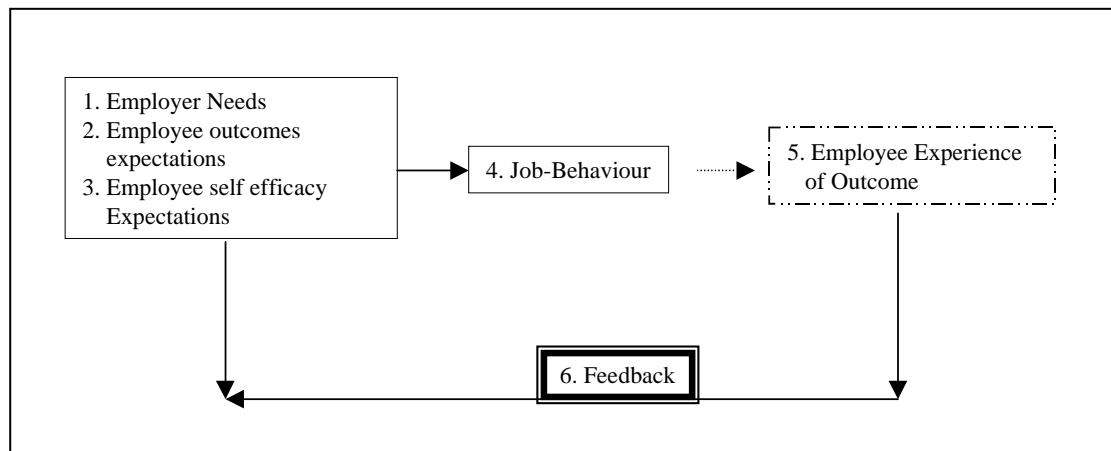 1. Employer Needs
2. Employee outcomes
expectations
3. Employee self efficacy
Expectations
4. Job-Behaviour
5. Employee Experience
of Outcome
6. Feedback